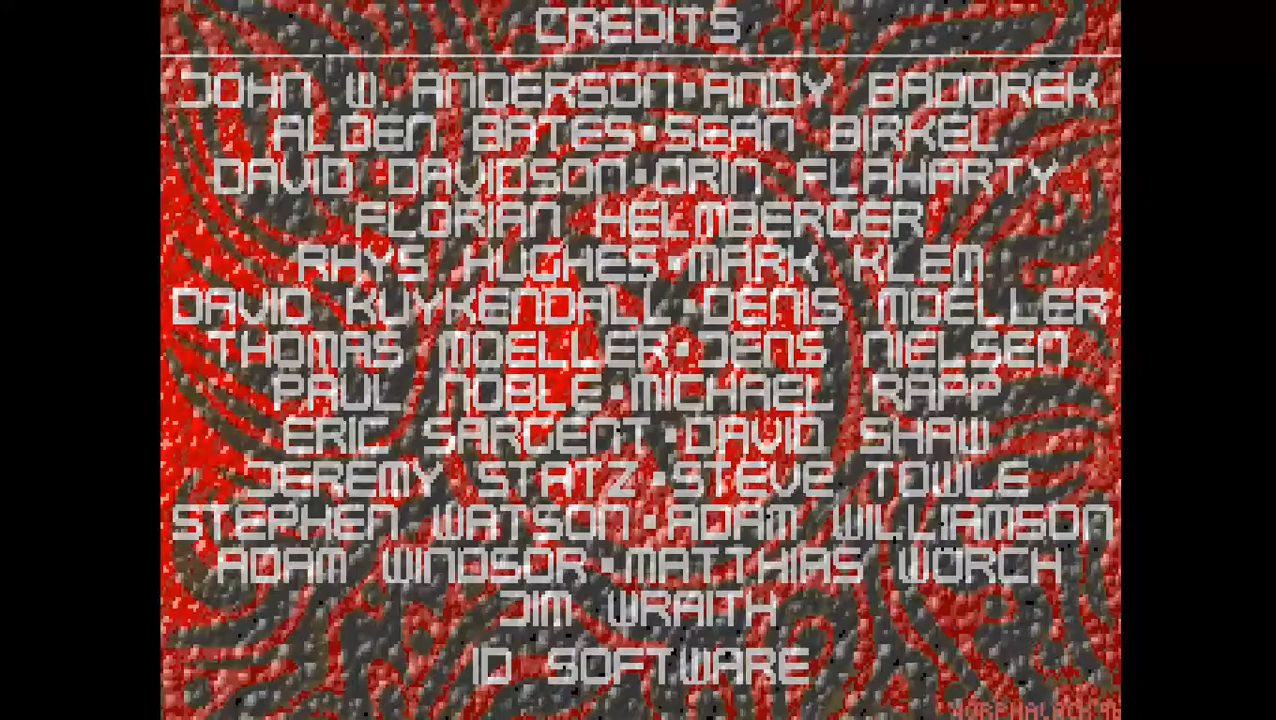 CREDITS
JOHN W. ANDERSON·ANDY BADOREK
ALDEN BATES·SEAN BIRKEL
DAVID DAVIDSON·ORIN FLAHARTY
FLORIAN HELMBERGER
RHYS HUGHES·MARK KLEM
DAVID KUYKENDALL·DENIS MOELLER
THOMAS MOELLER·JENS NIELSEN
PAUL NOBLE·MICHAEL RAPP
ERIC SARGENT·DAVID SHAW
JEREMY STATZ·STEVE TOWLE
STEPHEN WATSON·ADAM WILLIAMSON
ADAM WINDSOR·MATTHIAS WORCH
JIM WRAITH
ID SOFTWARE